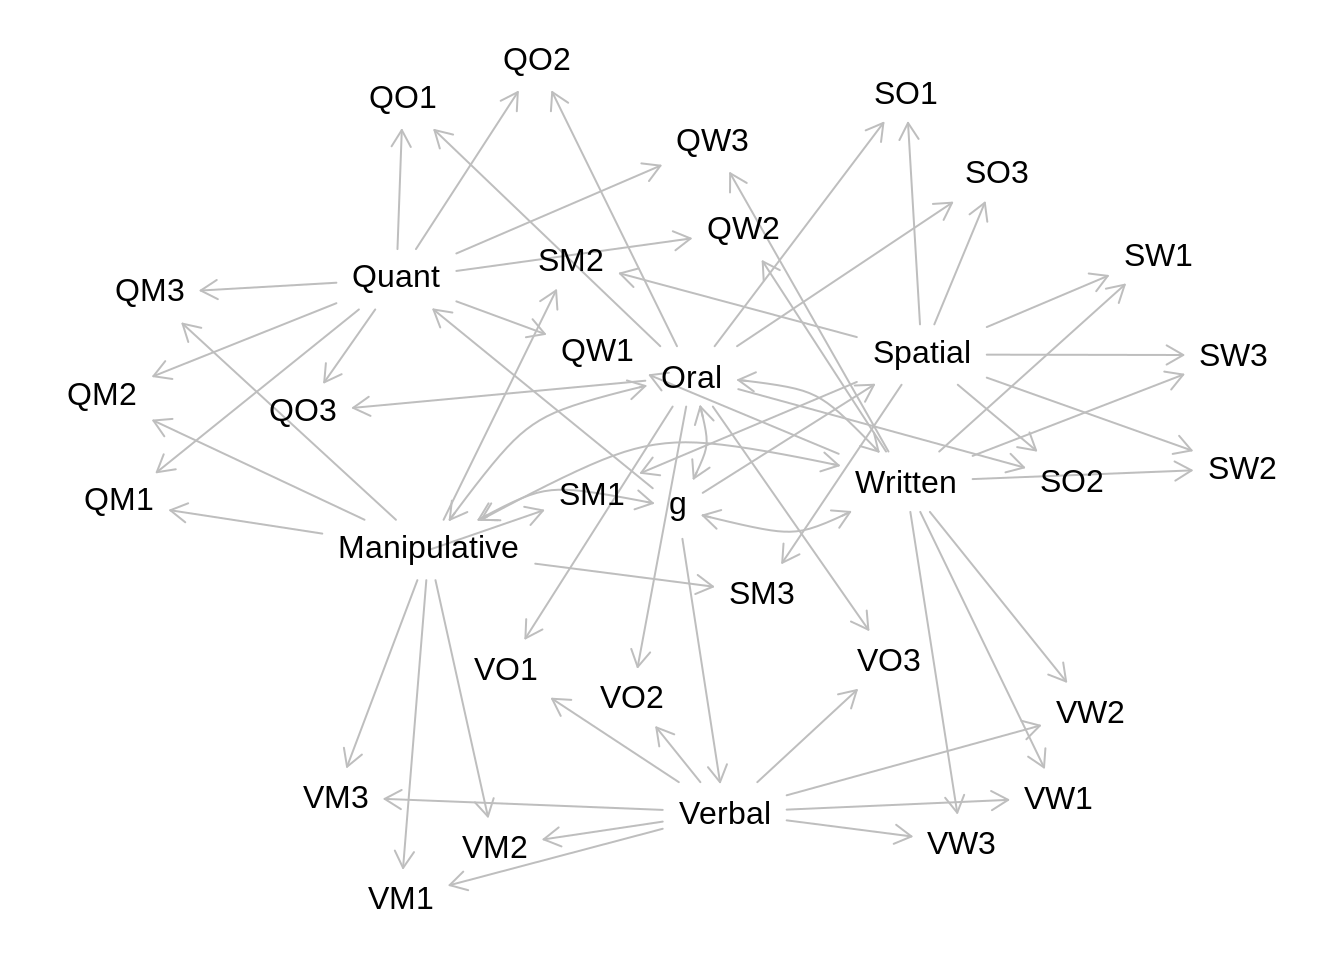 QO2
SO1
QO1
QW3
SO3
QW2
SW1
SM2
Quant
QM3
QW1
Spatial
SW3
Oral
QM2
QO3
SW2
SO2
Written
SM1
QM1
g
Manipulative
SM3
VO3
VO1
VO2
VW2
VM3
VW1
Verbal
VW3
VM2
VM1